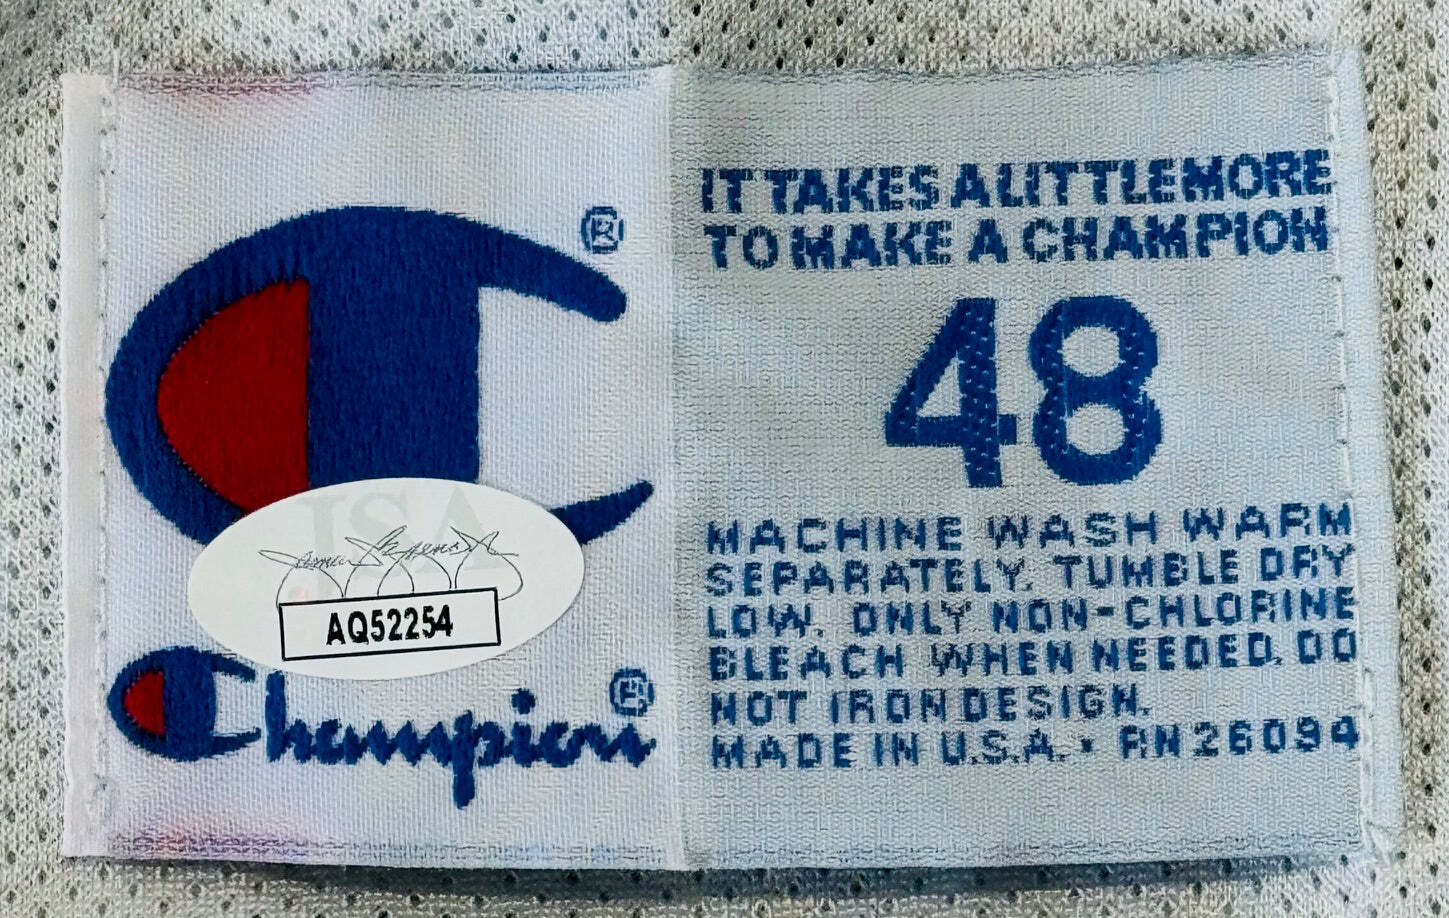 ®
IT TAKES A LITTLE MORE
TO MAKE A CHAMPION
48
JSA
AQ52254
Champion®
MACHINE WASH WARM
SEPARATELY. TUMBLE DRY
LOW. ONLY NON-CHLORINE
BLEACH WHEN NEEDED. DO
NOT IRON DESIGN.
MADE IN U.S.A. • RN 26094